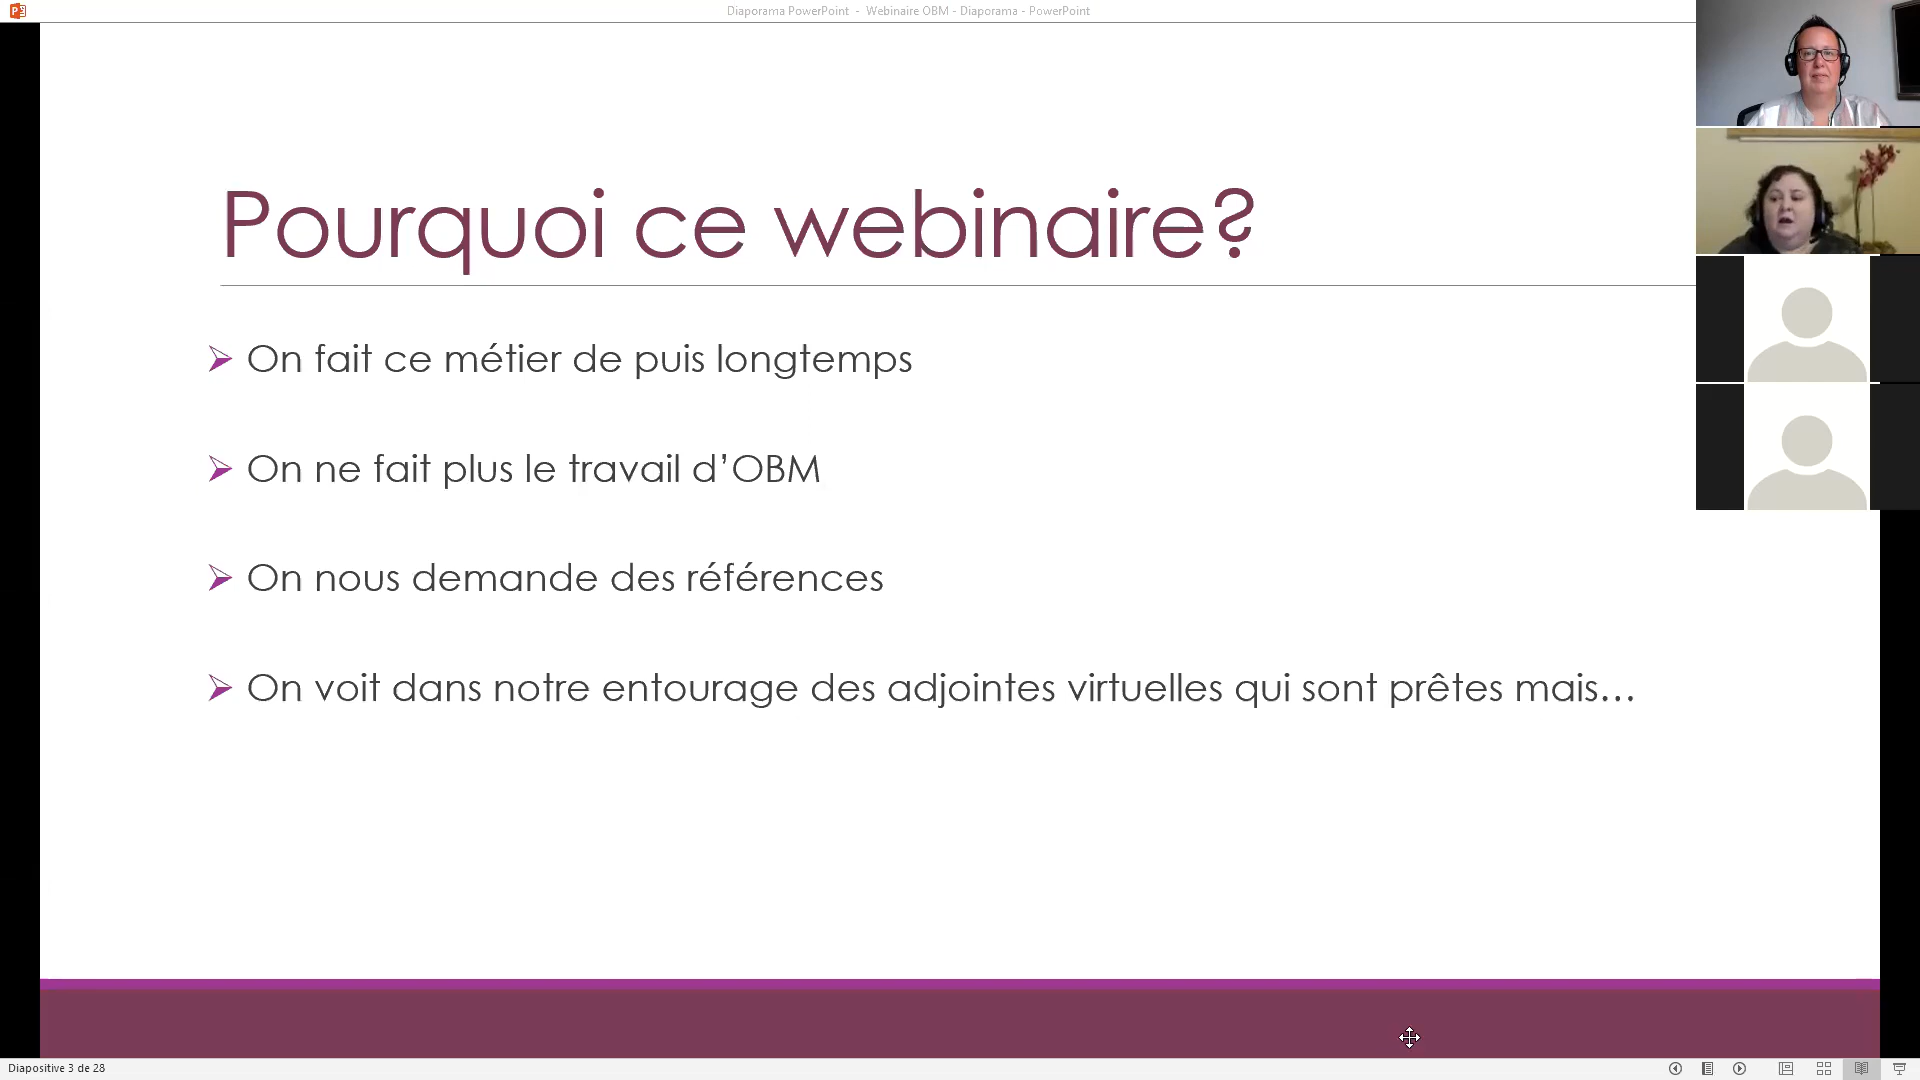 Diaporama PowerPoint - Webinaire OBM - Diaporama - PowerPoint
Pourquoi ce webinaire?
On fait ce métier de puis longtemps
On ne fait plus le travail d’OBM
On nous demande des références
On voit dans notre entourage des adjointes virtuelles qui sont prêtes mais…
Diapositive 3 de 28